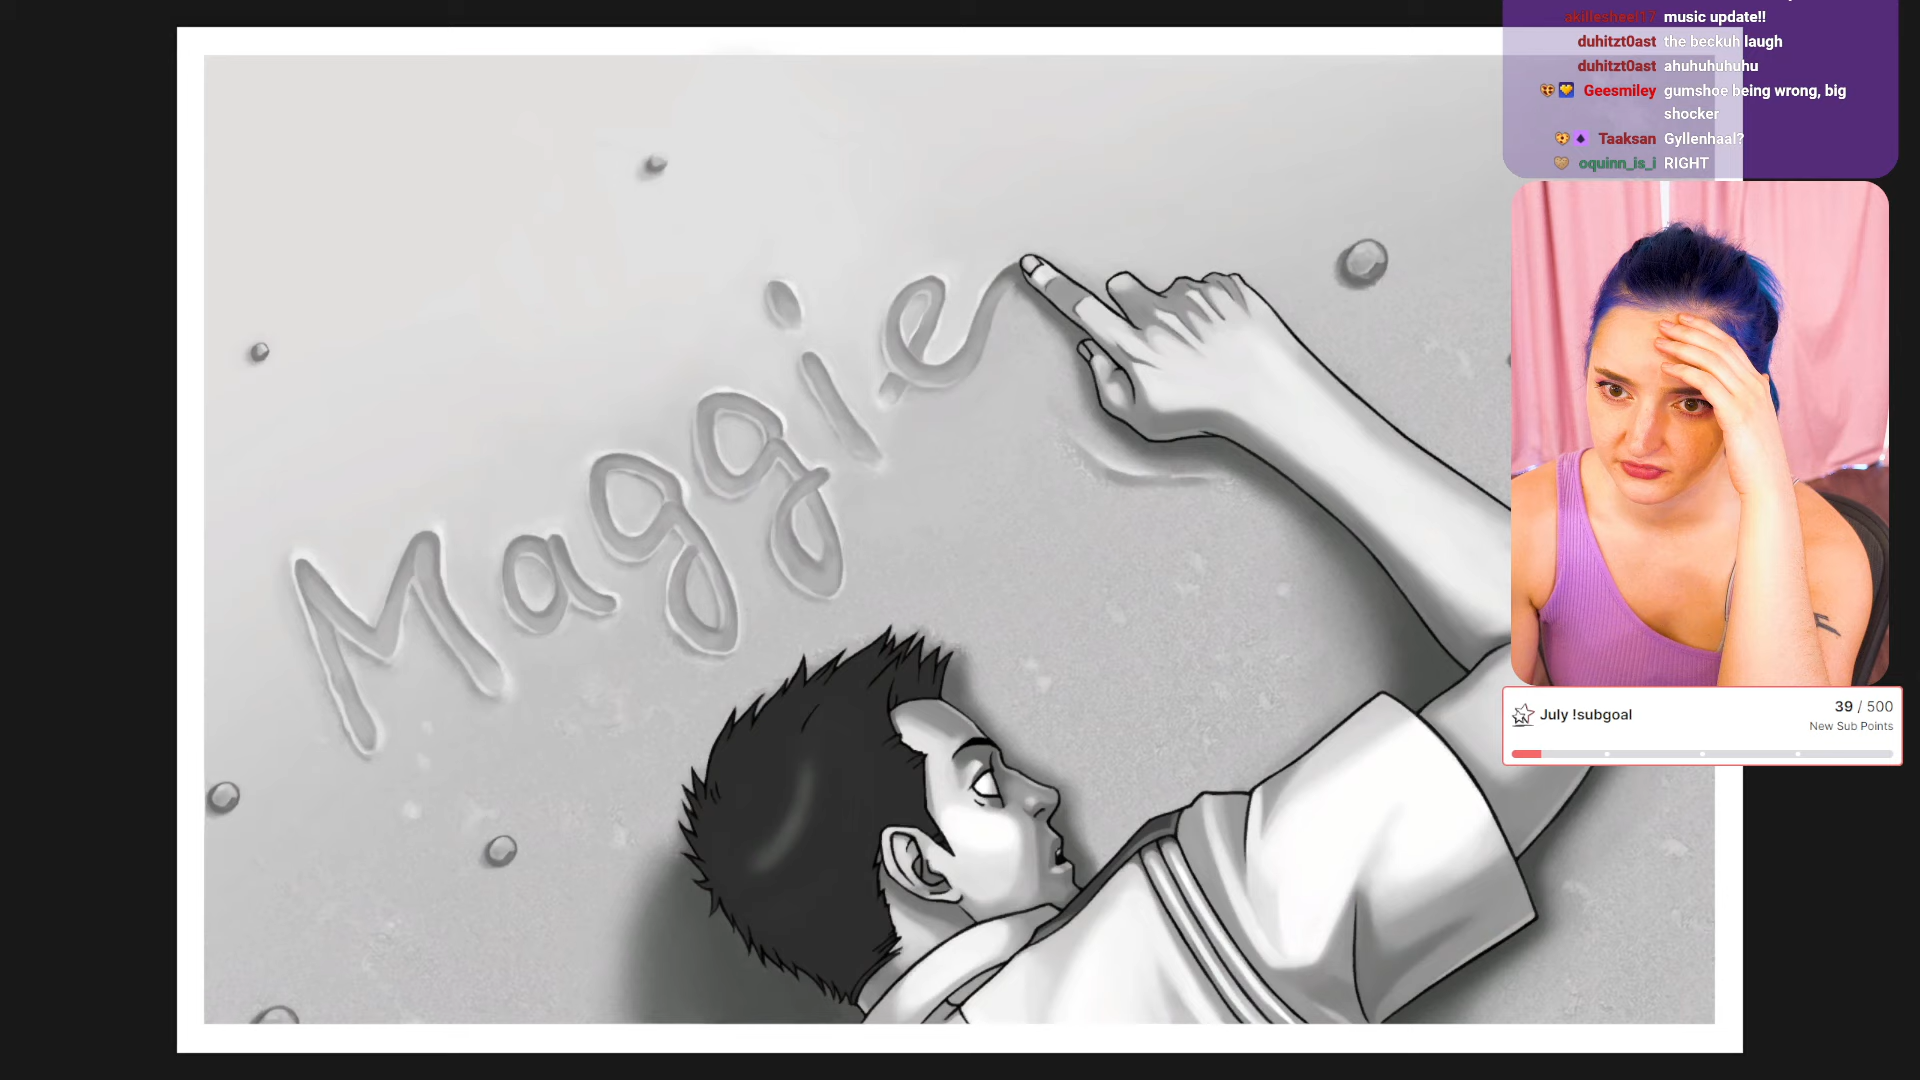 akillesheel17 music update!!
duhitzt0ast the beckuh laugh
duhitzt0ast ahuhuhuhuhu
Geesmiley gumshoe being wrong, big
shocker
Taaksan Gyllenhaal?
oquinn_is_i RIGHT
Maggie
July !subgoal
39 / 500
New Sub Points